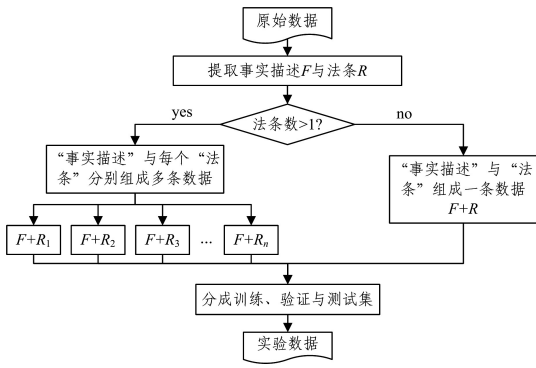 原始数据
提取事实描述F与法条R
法条数>1?
yes
no
“事实描述”与每个“法
条”分别组成多条数据
“事实描述”与“法
条”组成一条数据
F+R
F+R₁
F+R₂
F+R₃
...
F+Rₙ
分成训练、验证与测试集
实验数据